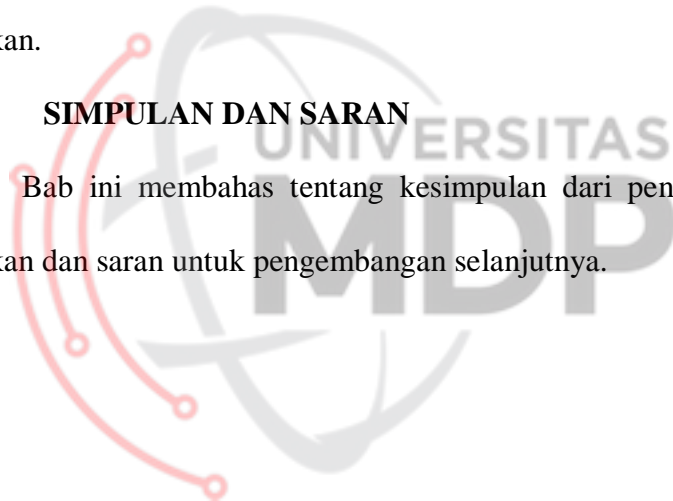 kan.
SIMPULAN DAN SARAN
UNIVERSITAS
MDP
Bab ini membahas tentang kesimpulan dari pen
kan dan saran untuk pengembangan selanjutnya.